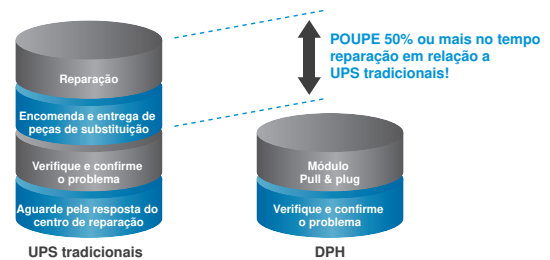 POUPE 50% ou mais no tempo
reparação em relação a
UPS tradicionais!
Reparação
Encomenda e entrega de
peças de substituição
Verifique e confirme
o problema
Aguarde pela resposta do
centro de reparação
UPS tradicionais
Módulo
Pull & plug
Verifique e confirme
o problema
DPH